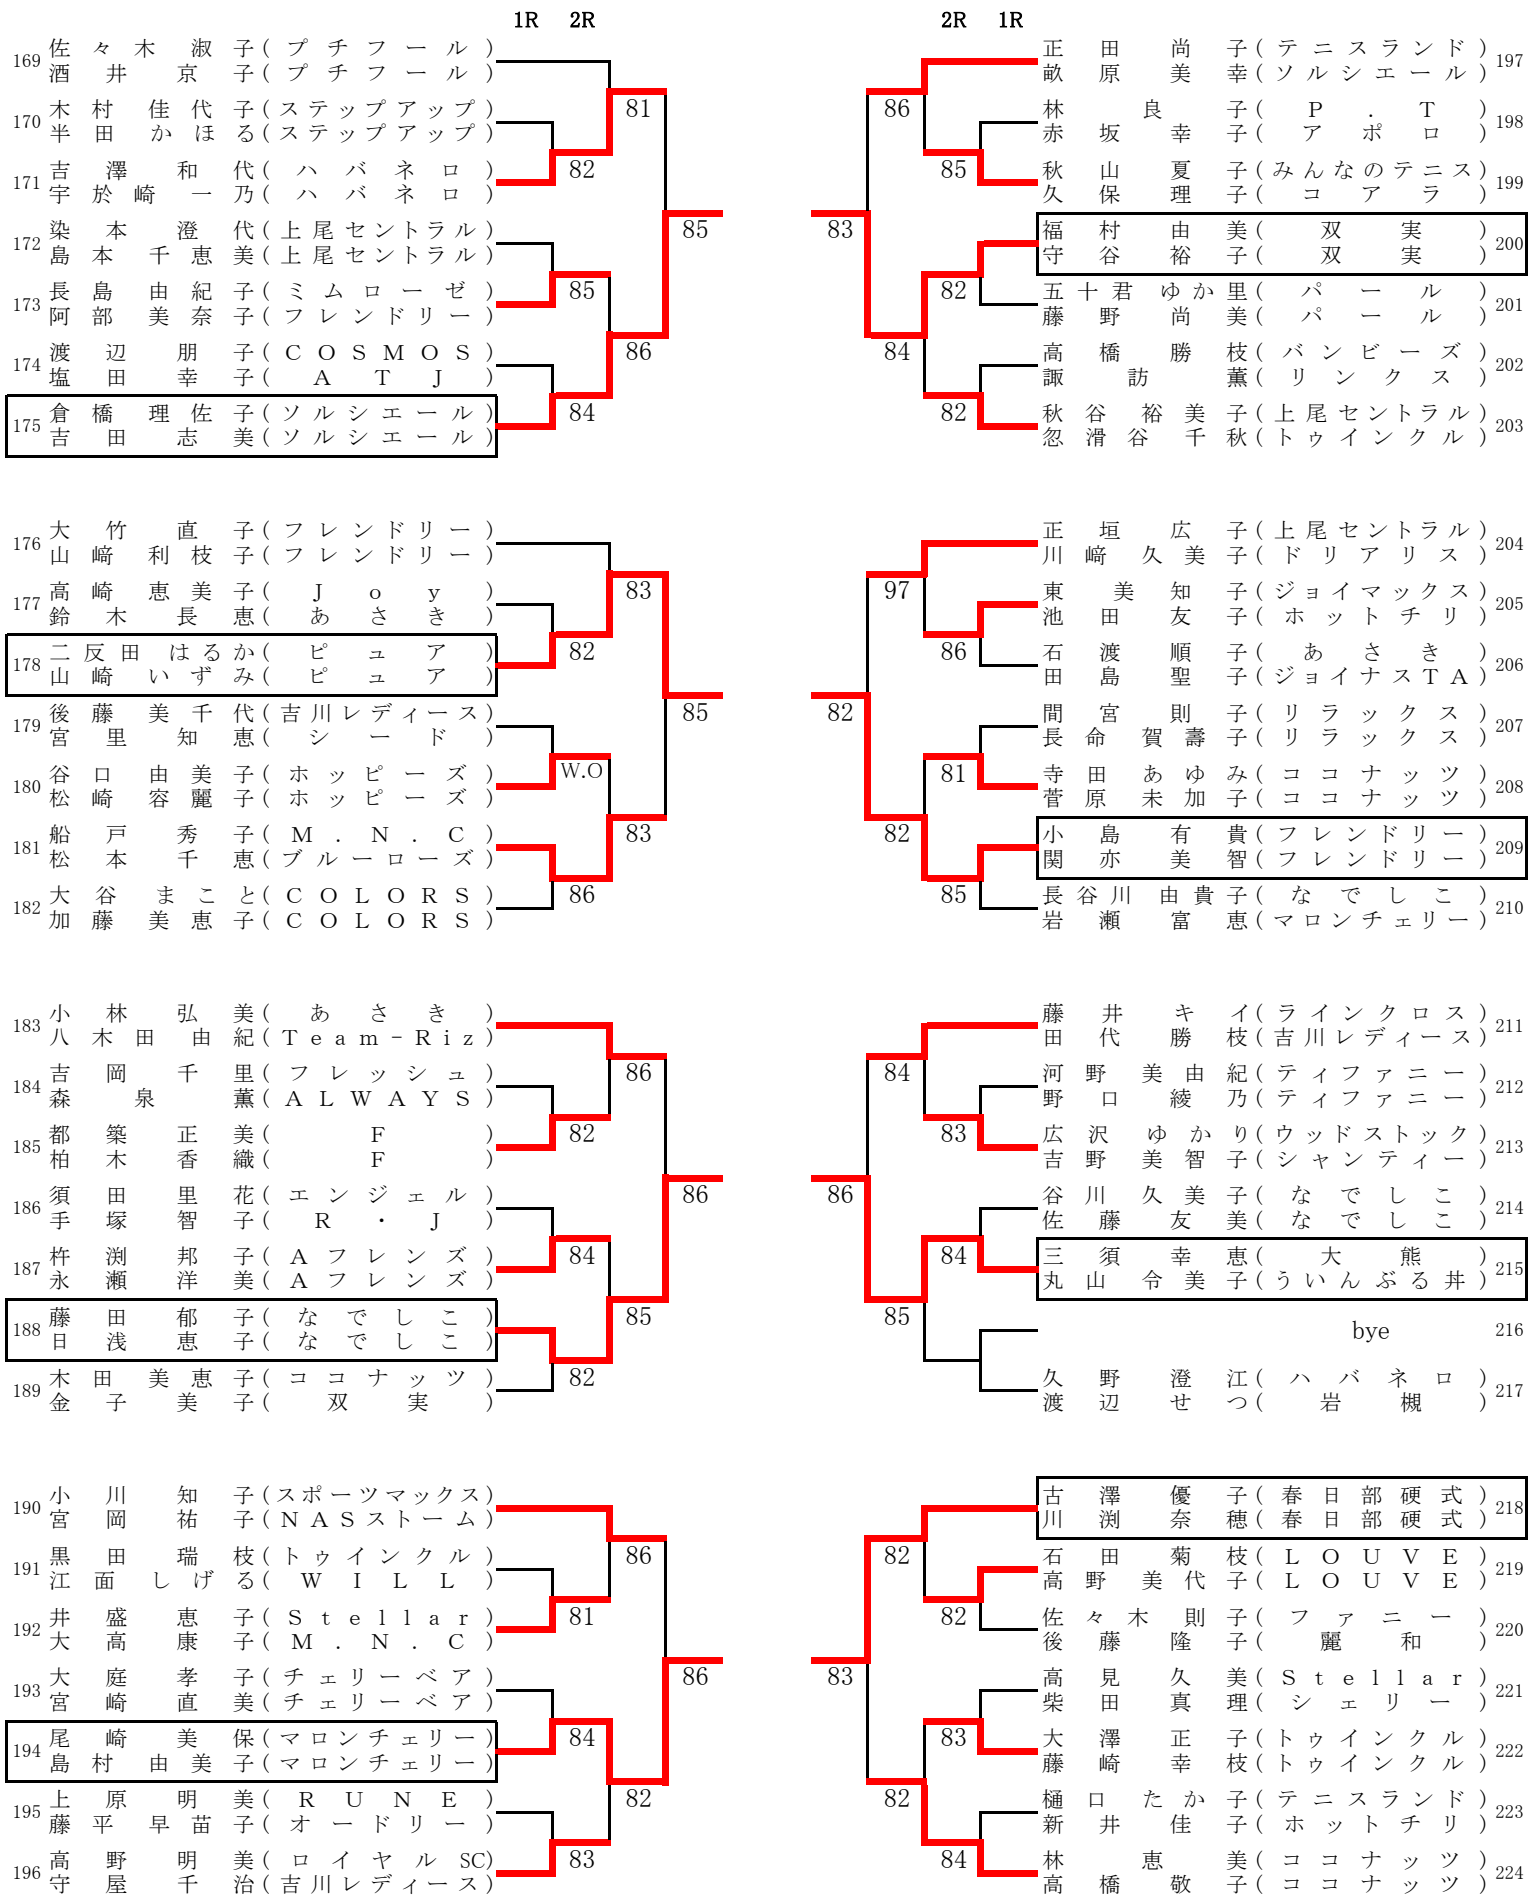 1R 2R
169 佐々木 淑子(プチフール)
酒井 京子(プチフール)
81
170 木村 佳代子(ステップアップ)
半田 かほる(ステップアップ)
82
171 吉澤 和代(ハバネロ)
宇於崎 一乃(ハバネロ)
85
172 染本 澄代(上尾セントラル)
島本 千恵美(上尾セントラル)
85
173 長島 由紀子(ミムローゼ)
阿部 美奈子(フレンドリー)
86
174 渡辺 朋子(COSMOS)
塩田 幸子(ATJ)
84
175 倉橋 理佐子(ソルシエール)
吉田 志美(ソルシエール)
176 大竹 直子(フレンドリー)
山﨑 利枝子(フレンドリー)
83
177 高崎 恵美子(Joy)
鈴木 長恵(あさき)
82
178 二反田 はるか(ピュア)
山崎 いずみ(ピュア)
85
179 後藤 美千代(吉川レディース)
宮里 知恵(シード)
W.O
180 谷口 由美子(ホッピーズ)
松崎 容麗子(ホッピーズ)
83
181 船戸 秀子(M.N.C)
松本 千恵(ブルーローズ)
86
182 大谷 まこと(COLORS)
加藤 美恵子(COLORS)
183 小林 弘美(あさき)
八木田 由紀(Team-Riz)
86
184 吉岡 千里(フレッシュ)
森 泉 薫(ALWAYS)
82
185 都築 正美(F)
柏木 香織(F)
86
186 須田 里花(エンジェル)
手塚 智子(R・J)
84
187 杵渕 邦子(Aフレンズ)
永瀬 洋美(Aフレンズ)
85
188 藤田 郁子(なでしこ)
日浅 恵子(なでしこ)
82
189 木田 美恵子(ココナッツ)
金子 美子(双実)
190 小川 知子(スポーツマックス)
宮岡 祐子(NASストーム)
86
191 黒田 瑞枝(トゥインクル)
江面 しげる(WILL)
81
192 井盛 恵子(Stellar)
大高 康子(M.N.C)
86
193 大庭 孝子(チェリーベア)
宮崎 直美(チェリーベア)
84
194 尾崎 美保(マロンチェリー)
島村 由美子(マロンチェリー)
82
195 上原 明美(RUNE)
藤平 早苗子(オードリー)
83
196 高野 明美(ロイヤルSC)
守屋 千治(吉川レディース)
2R 1R
正田 尚子(テニスランド) 197
畝原 美幸(ソルシエール)
86
林 良子(P.T) 198
赤坂 幸子(アポロ)
85
秋山 夏子(みんなのテニス) 199
久保 理子(コアラ)
83
福村 由美(双実) 200
守谷 裕子(双実)
82
五十君 ゆか里(パール) 201
藤野 尚美(パール)
84
高橋 勝枝(バンビーズ) 202
諏訪 薫(リンクス)
82
秋谷 裕美子(上尾セントラル) 203
忍滑谷 千秋(トゥインクル)
正垣 広子(上尾セントラル) 204
川﨑 久美子(ドリアリス)
97
東 美知子(ジョイマックス) 205
池田 友子(ホットチリ)
86
石渡 順子(あさき) 206
田島 聖子(ジョイナスTA)
82
間宮 則子(リラックス) 207
長命 賀壽子(リラックス)
81
寺田 あゆみ(ココナッツ) 208
菅原 未加子(ココナッツ)
82
小島 有貴(フレンドリー) 209
関亦 美智(フレンドリー)
85
長谷川 由貴子(なでしこ) 210
岩瀬 富恵(マロンチェリー)
藤井 キイ(ラインクロス) 211
田代 勝枝(吉川レディース)
84
河野 美由紀(ティファニー) 212
野口 綾乃(ティファニー)
83
広沢 ゆかり(ウッドストック) 213
吉野 美智子(シャンティー)
86
谷川 久美子(なでしこ) 214
佐藤 友美(なでしこ)
84
三須 幸恵(大熊) 215
丸山 令美子(ういんぶる丼)
85
bye 216
久野 澄江(ハバネロ) 217
渡辺 せつ(岩槻)
古澤 優子(春日部硬式) 218
川渕 奈穂(春日部硬式)
82
石田 菊枝(LOUVE) 219
高野 美代子(LOUVE)
82
佐々木 則子(ファニー) 220
後藤 隆子(麗和)
83
高見 久美(Stellar) 221
柴田 真理(シェリー)
83
大澤 正子(トゥインクル) 222
藤崎 幸枝(トゥインクル)
82
樋口 たか子(テニスランド) 223
新井 佳子(ホットチリ)
84
林 恵美(ココナッツ) 224
高橋 敬子(ココナッツ)